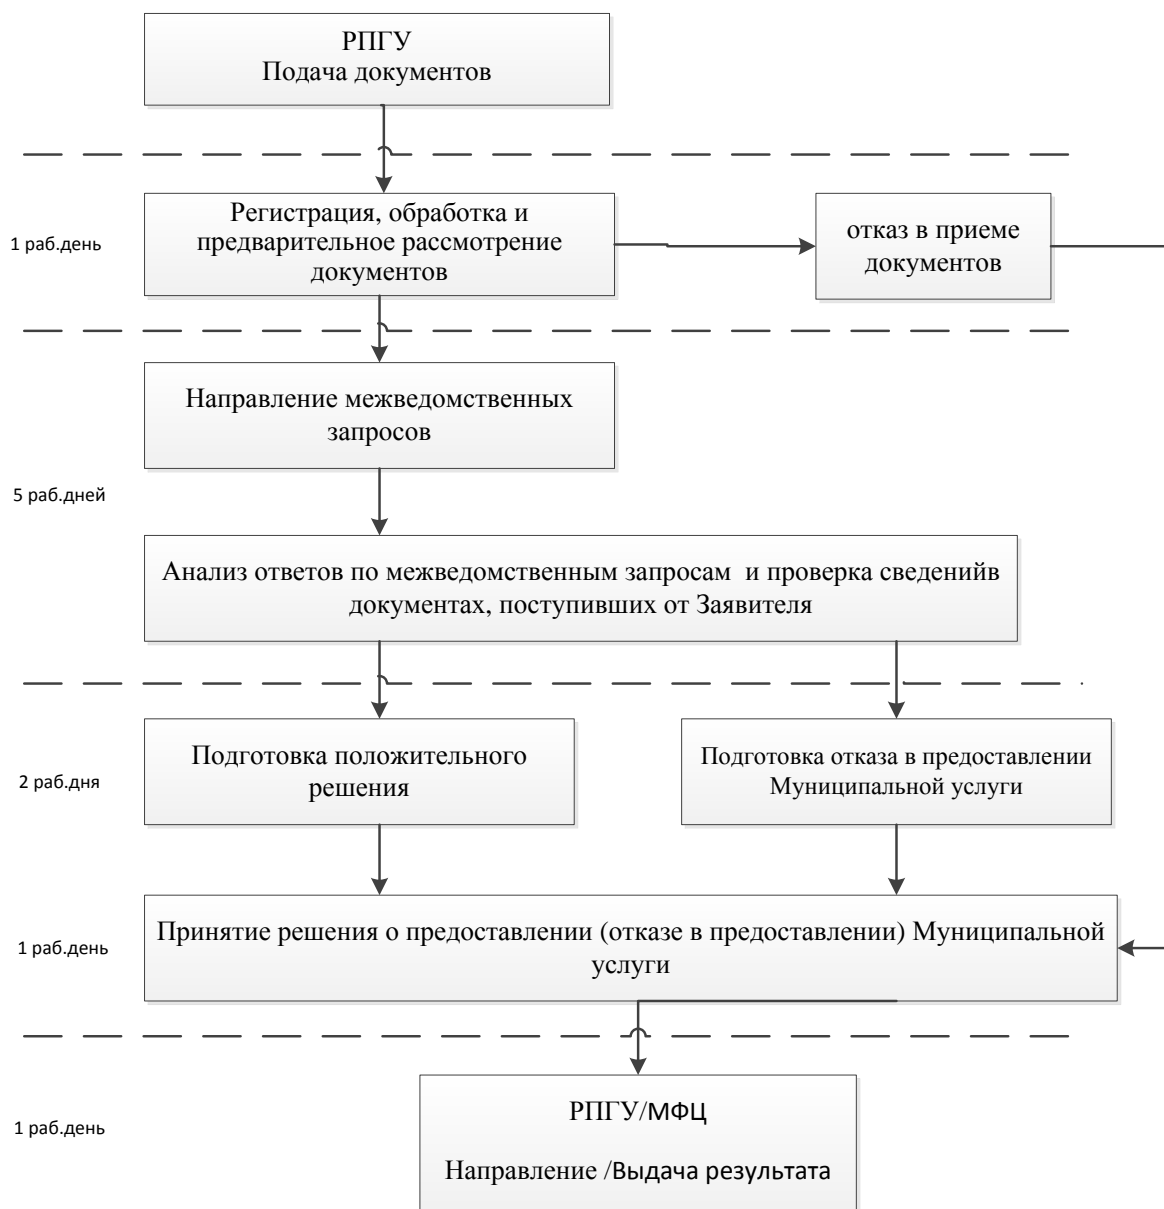 РПГУ
Подача документов
1 раб.день
Регистрация, обработка и
предварительное рассмотрение
документов
отказ в приеме
документов
Направление межведомственных
запросов
5 раб.дней
Анализ ответов по межведомственным запросам и проверка сведенийв
документах, поступивших от Заявителя
2 раб.дня
Подготовка положительного
решения
Подготовка отказа в предоставлении
Муниципальной услуги
1 раб.день
Принятие решения о предоставлении (отказе в предоставлении) Муниципальной
услуги
1 раб.день
РПГУ/МФЦ
Направление /Выдача результата